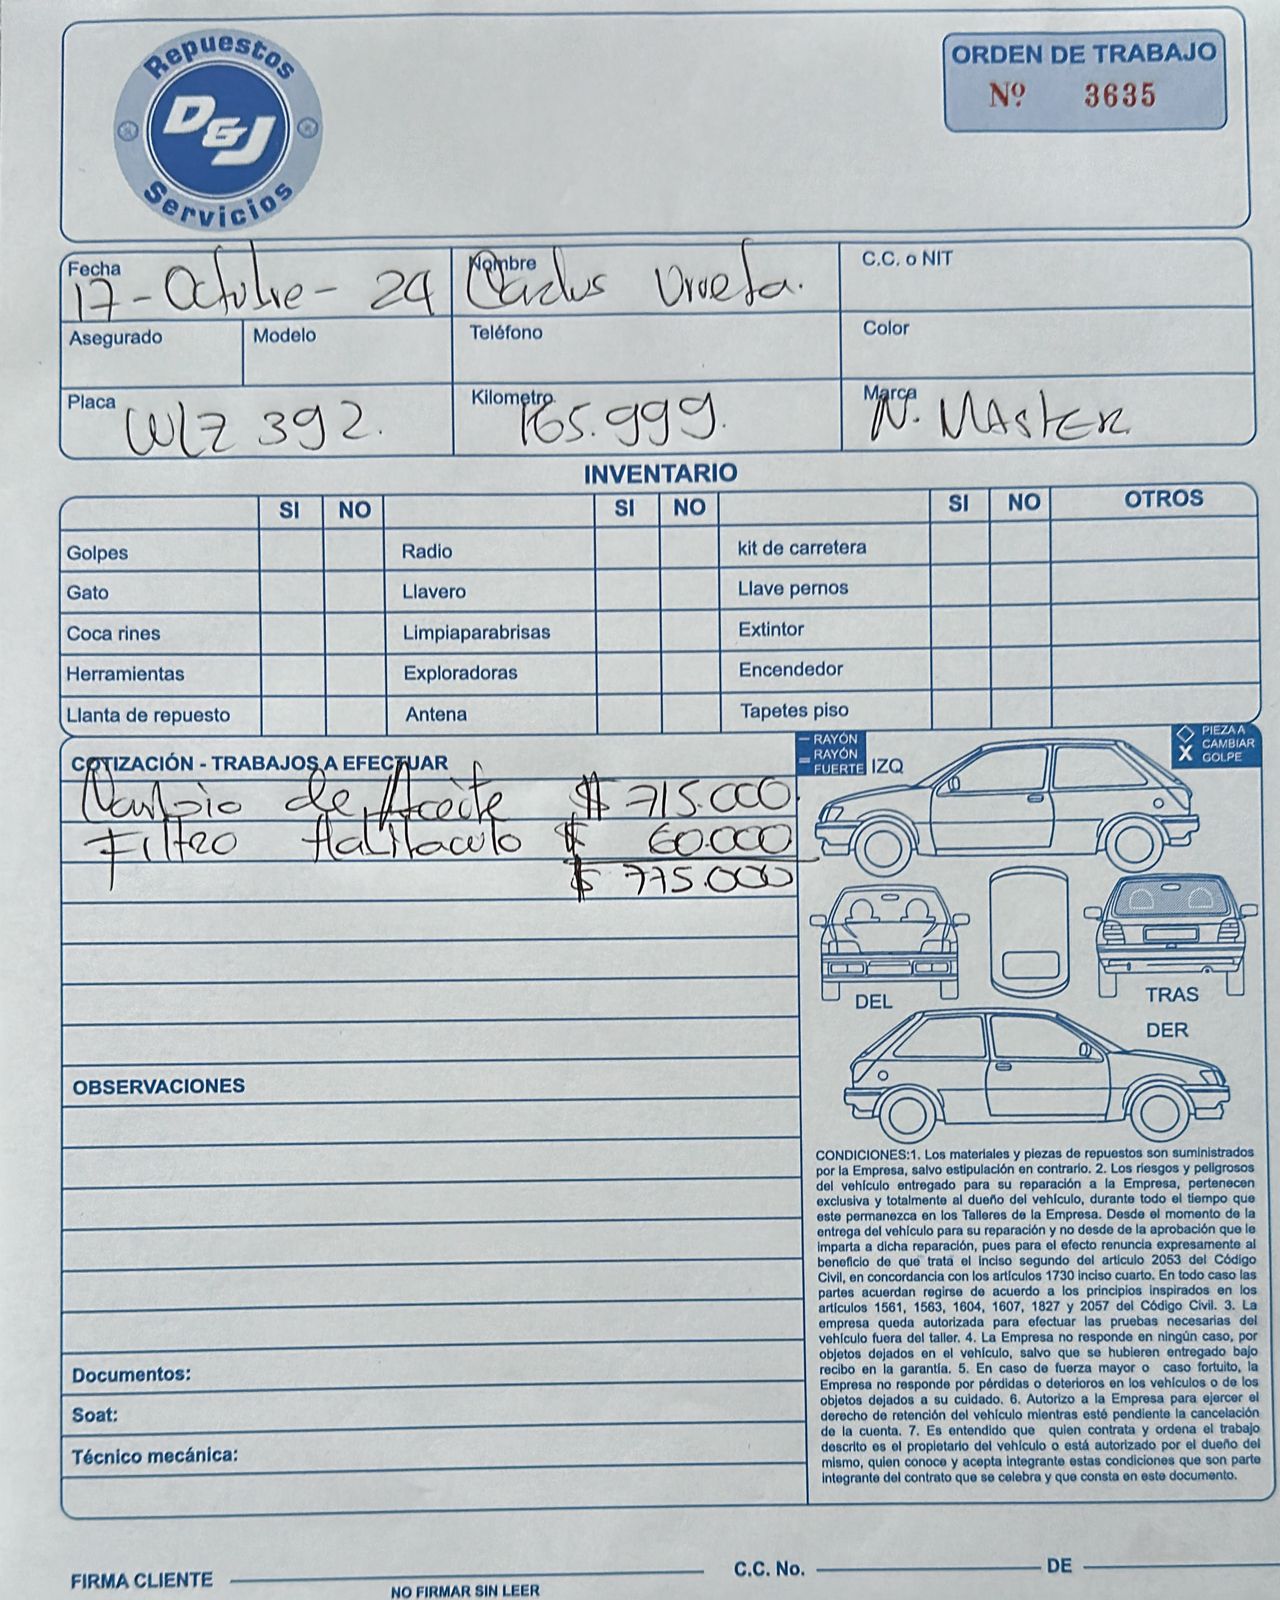 Repuestos
D&J
Servicios
ORDEN DE TRABAJO
Nº 3635
Fecha
17-Octubre-24
Nombre
Carlos Urueta.
C.C. o NIT
Asegurado
Modelo
Teléfono
Color
Placa
WLZ 392.
Kilometro
165.999.
Marca
N. MASTER
INVENTARIO
SI NO SI NO SI NO OTROS
Golpes Radio kit de carretera
Gato Llavero Llave pernos
Coca rines Limpiaparabrisas Extintor
Herramientas Exploradoras Encendedor
Llanta de repuesto Antena Tapetes piso
COTIZACIÓN - TRABAJOS A EFECTUAR
Cambio de Aceite $ 715.000
Filtro Habitaculo $ 60.000
$ 775.000
RAYÓN
RAYÓN
FUERTE
IZQ
PIEZA A
CAMBIAR
X GOLPE
DEL
TRAS
DER
OBSERVACIONES
Documentos:
Soat:
Técnico mecánica:
CONDICIONES:1. Los materiales y piezas de repuestos son suministrados
por la Empresa, salvo estipulación en contrario. 2. Los riesgos y peligrosos
del vehículo entregado para su reparación a la Empresa, pertenecen
exclusiva y totalmente al dueño del vehículo, durante todo el tiempo que
este permanezca en los Talleres de la Empresa. Desde el momento de la
entrega del vehículo para su reparación y no desde de la aprobación que le
imparta a dicha reparación, pues para el efecto renuncia expresamente al
beneficio de que trata el inciso segundo del articulo 2053 del Código
Civil, en concordancia con los artículos 1730 inciso cuarto. En todo caso las
partes acuerdan regirse de acuerdo a los principios inspirados en los
articulos 1561, 1563, 1604, 1607, 1827 y 2057 del Código Civil. 3. La
empresa queda autorizada para efectuar las pruebas necesarias del
vehículo fuera del taller. 4. La Empresa no responde en ningún caso, por
objetos dejados en el vehículo, salvo que se hubieren entregado bajo
recibo en la garantía. 5. En caso de fuerza mayor o caso fortuito, la
Empresa no responde por pérdidas o deterioros en los vehículos o de los
objetos dejados a su cuidado. 6. Autorizo a la Empresa para ejercer el
derecho de retención del vehículo mientras esté pendiente la cancelación
de la cuenta. 7. Es entendido que quien contrata y ordena el trabajo
descrito es el propietario del vehículo o está autorizado por el dueño del
mismo, quien conoce y acepta integrante estas condiciones que son parte
integrante del contrato que se celebra y que consta en este documento.
FIRMA CLIENTE
NO FIRMAR SIN LEER
C.C. No.
DE